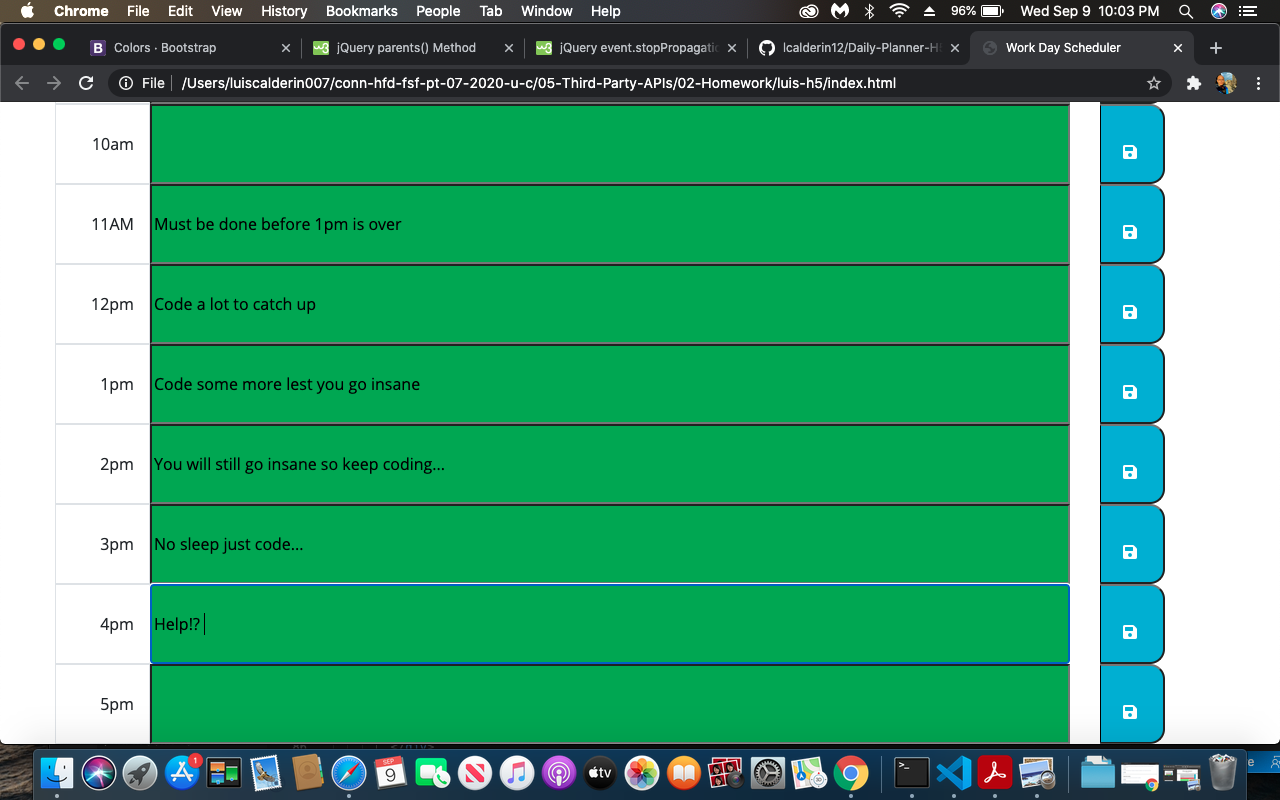 Chrome File Edit View History Bookmarks People Tab Window Help 96% Wed Sep 9 10:03 PM
B Colors · Bootstrap jQuery parents() Method jQuery event.stopPropagatio lcalderin12/Daily-Planner-H Work Day Scheduler
File /Users/luiscalderin007/conn-hfd-fsf-pt-07-2020-u-c/05-Third-Party-APIs/02-Homework/luis-h5/index.html
10am
11AM Must be done before 1pm is over
12pm Code a lot to catch up
1pm Code some more lest you go insane
2pm You will still go insane so keep coding...
3pm No sleep just code...
4pm Help!?
5pm
1
SEP 9
tv